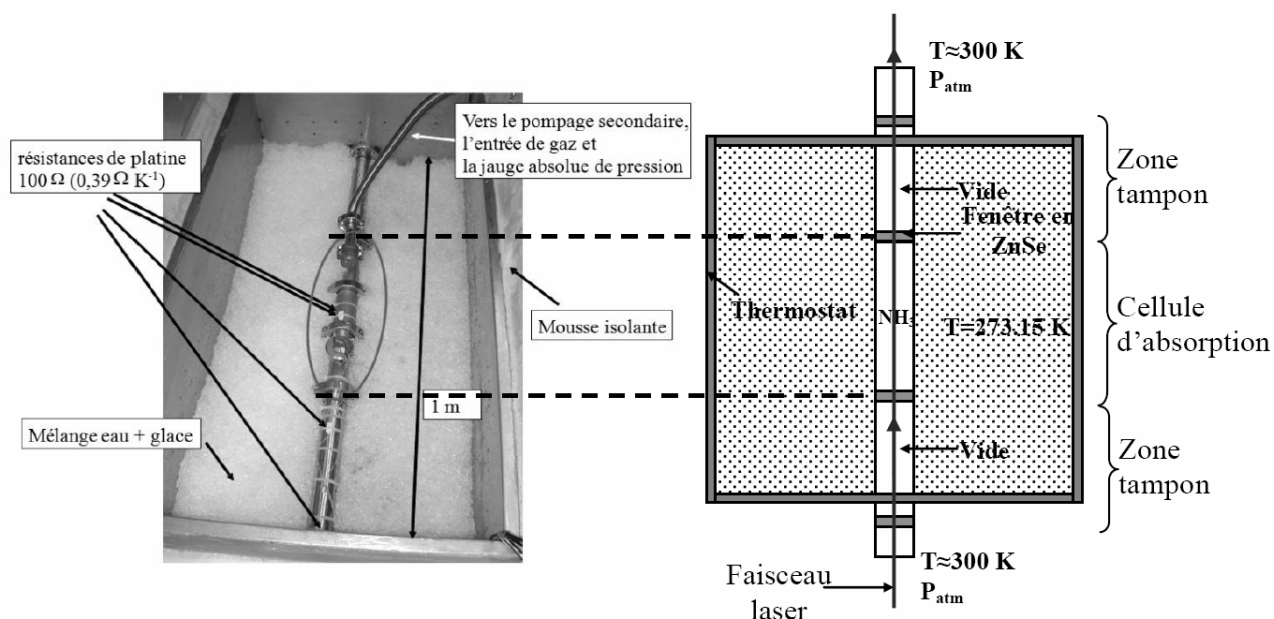 résistances de platine
100 Ω (0,39 Ω K⁻¹)
Vers le pompage secondaire,
l'entrée de gaz et
la jauge absolue de pression
Mousse isolante
1 m
Mélange eau + glace
T≈300 K
P_atm
Zone
tampon
Vide
Fenêtre en
ZnSe
Thermostat
NH₃
T=273.15 K
Cellule
d'absorption
Vide
Zone
tampon
T≈300 K
P_atm
Faisceau
laser